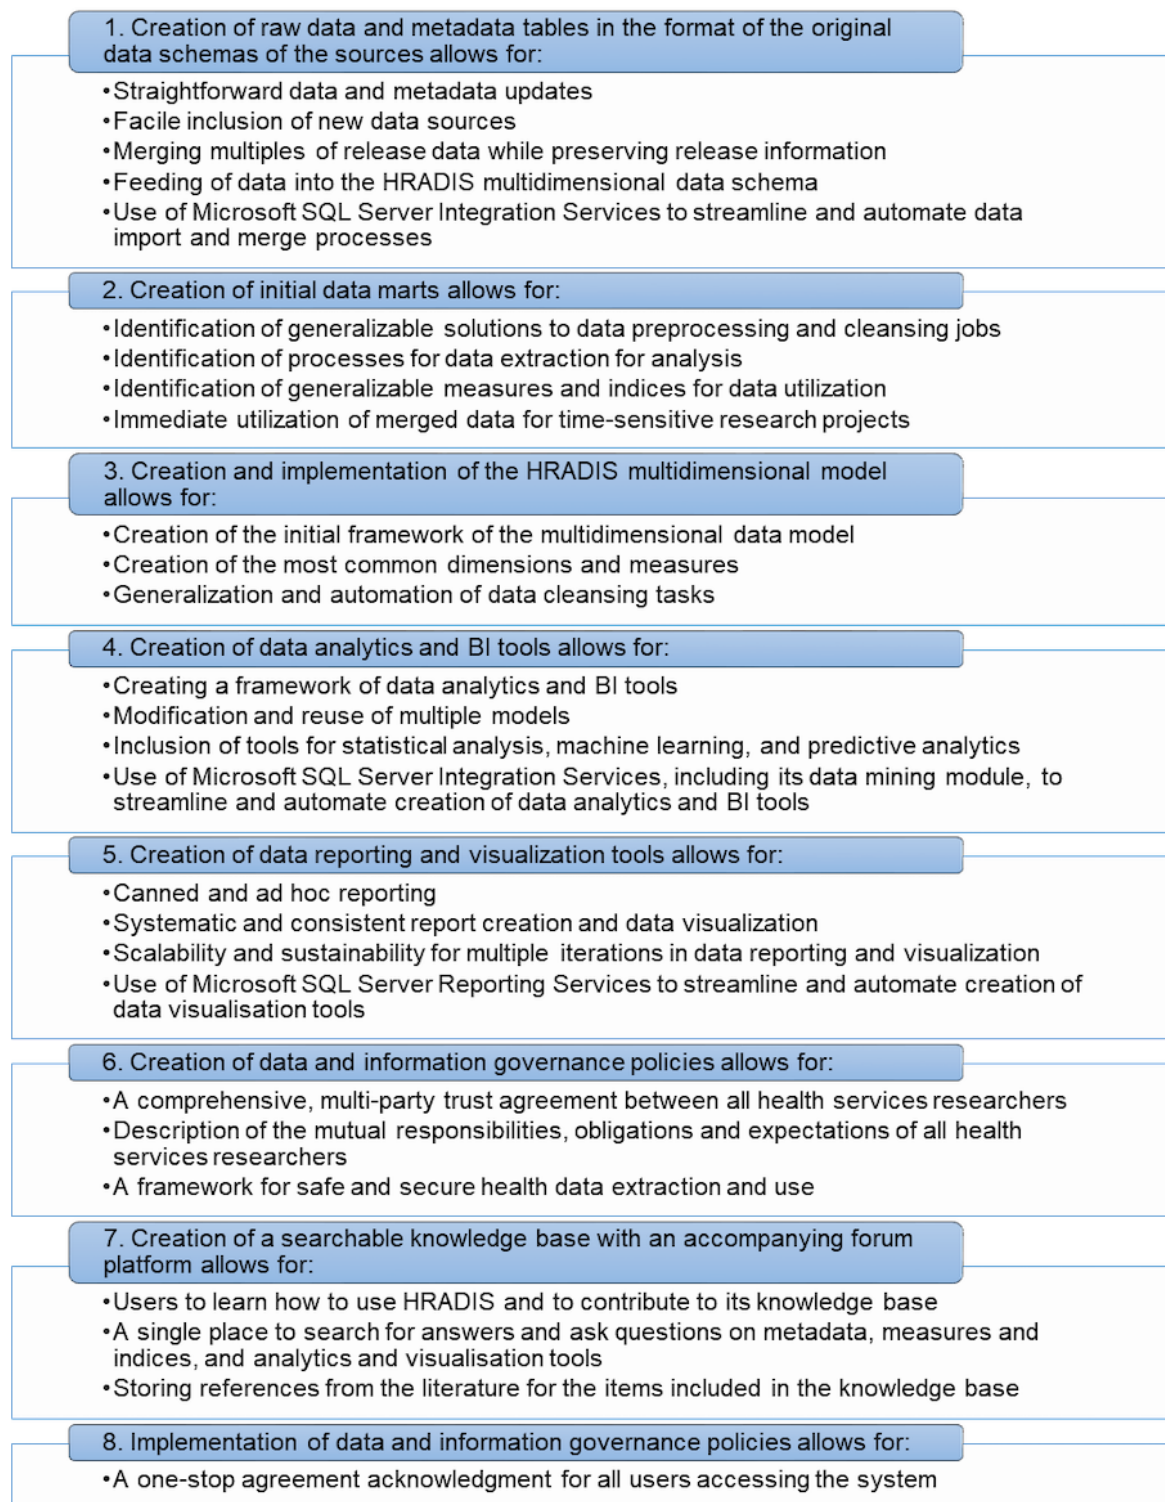 1. Creation of raw data and metadata tables in the format of the original
data schemas of the sources allows for:
•Straightforward data and metadata updates
•Facile inclusion of new data sources
•Merging multiples of release data while preserving release information
•Feeding of data into the HRADIS multidimensional data schema
•Use of Microsoft SQL Server Integration Services to streamline and automate data
import and merge processes
2. Creation of initial data marts allows for:
•Identification of generalizable solutions to data preprocessing and cleansing jobs
•Identification of processes for data extraction for analysis
•Identification of generalizable measures and indices for data utilization
•Immediate utilization of merged data for time-sensitive research projects
3. Creation and implementation of the HRADIS multidimensional model
allows for:
•Creation of the initial framework of the multidimensional data model
•Creation of the most common dimensions and measures
•Generalization and automation of data cleansing tasks
4. Creation of data analytics and BI tools allows for:
•Creating a framework of data analytics and BI tools
•Modification and reuse of multiple models
•Inclusion of tools for statistical analysis, machine learning, and predictive analytics
•Use of Microsoft SQL Server Integration Services, including its data mining module, to
streamline and automate creation of data analytics and BI tools
5. Creation of data reporting and visualization tools allows for:
•Canned and ad hoc reporting
•Systematic and consistent report creation and data visualization
•Scalability and sustainability for multiple iterations in data reporting and visualization
•Use of Microsoft SQL Server Reporting Services to streamline and automate creation of
data visualisation tools
6. Creation of data and information governance policies allows for:
•A comprehensive, multi-party trust agreement between all health services researchers
•Description of the mutual responsibilities, obligations and expectations of all health
services researchers
•A framework for safe and secure health data extraction and use
7. Creation of a searchable knowledge base with an accompanying forum
platform allows for:
•Users to learn how to use HRADIS and to contribute to its knowledge base
•A single place to search for answers and ask questions on metadata, measures and
indices, and analytics and visualisation tools
•Storing references from the literature for the items included in the knowledge base
8. Implementation of data and information governance policies allows for:
•A one-stop agreement acknowledgment for all users accessing the system